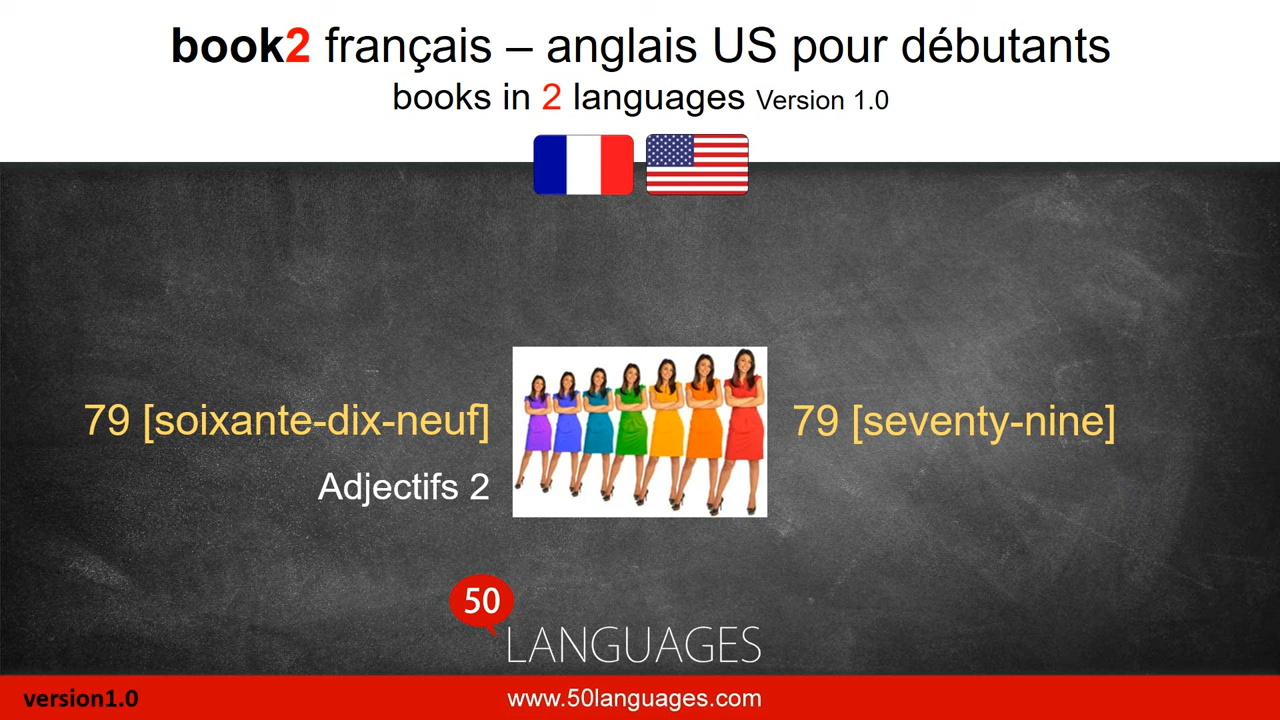 book2 français – anglais US pour débutants
books in 2 languages Version 1.0
79 [soixante-dix-neuf]
Adjectifs 2
79 [seventy-nine]
50
LANGUAGES
version1.0
www.50languages.com